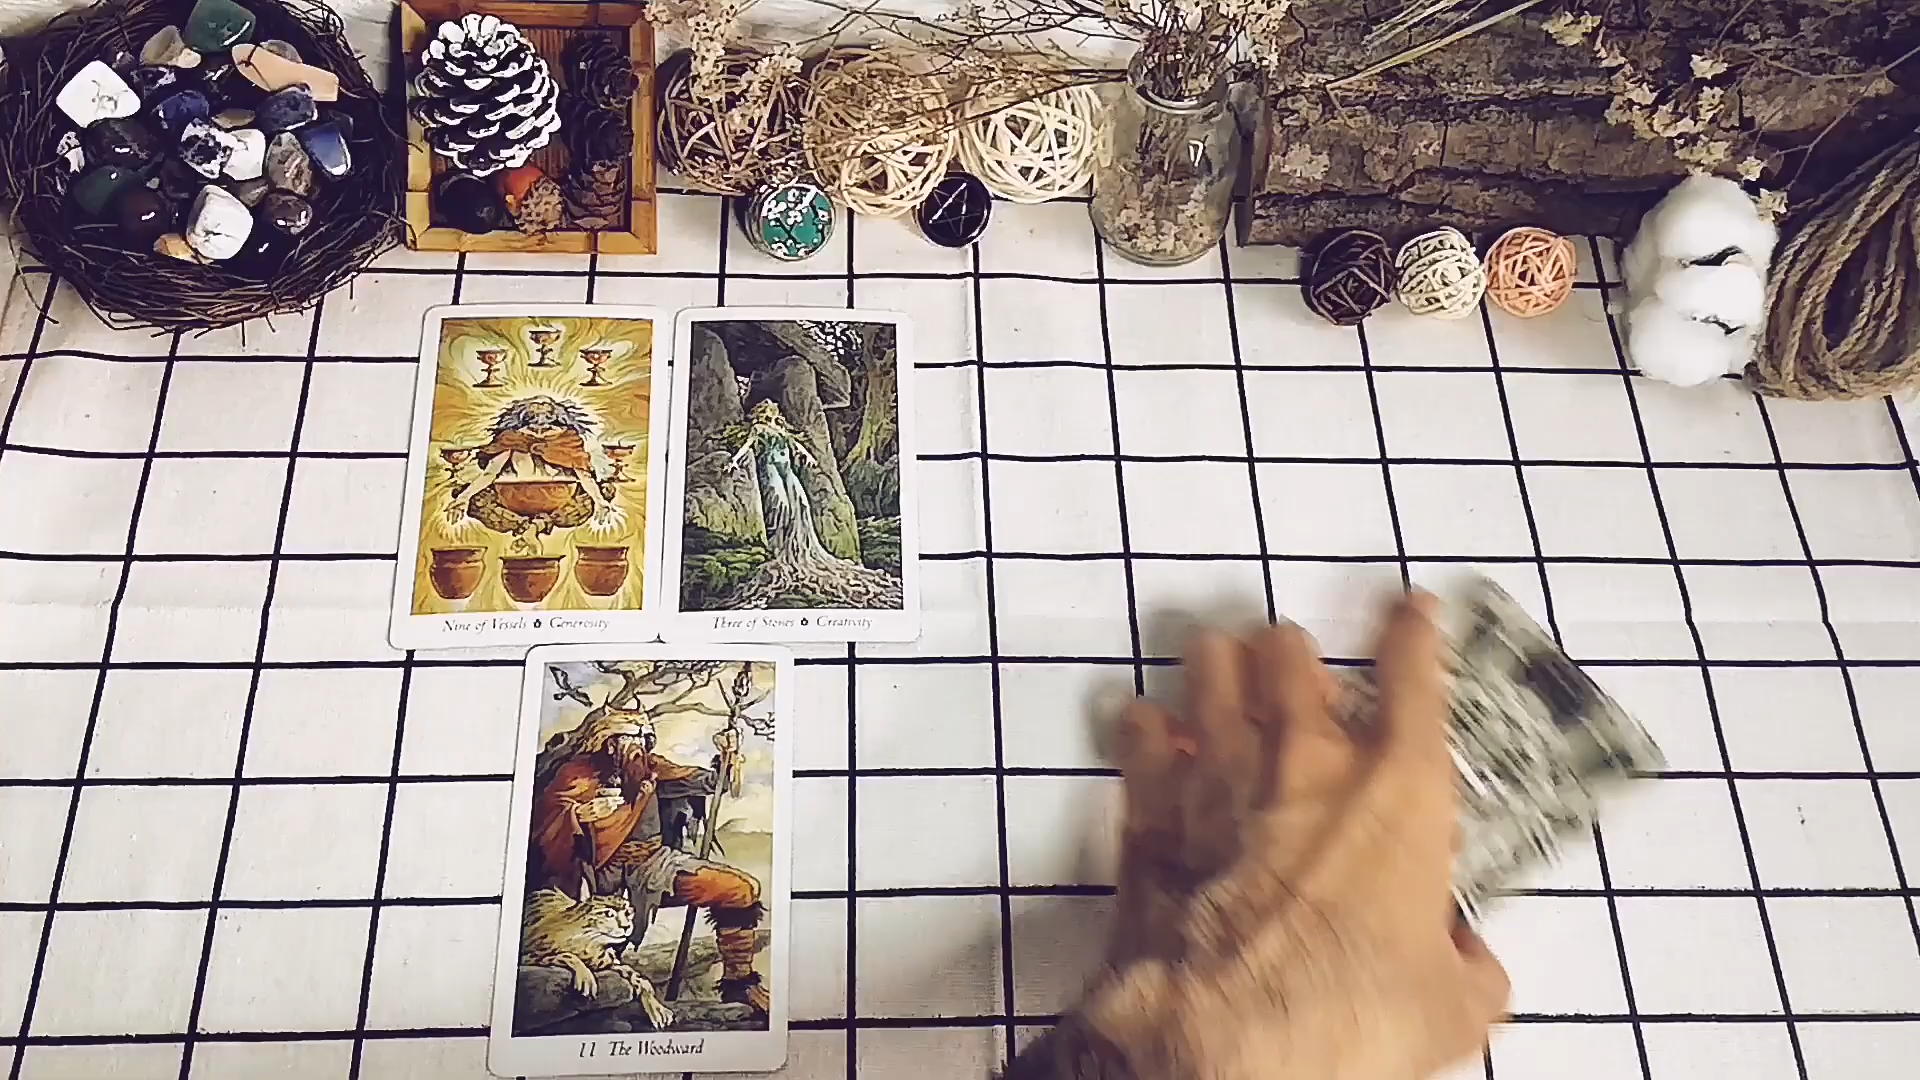 Nine of Vessels Generosity
Three of Stones Creativity
11 The Woodward